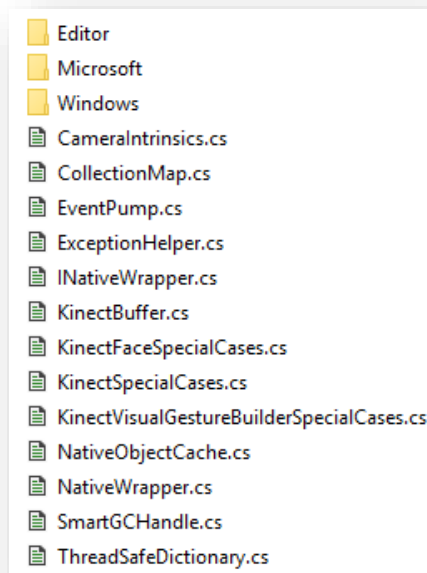 Editor
Microsoft
Windows
CameraIntrinsics.cs
CollectionMap.cs
EventPump.cs
ExceptionHelper.cs
INativeWrapper.cs
KinectBuffer.cs
KinectFaceSpecialCases.cs
KinectSpecialCases.cs
KinectVisualGestureBuilderSpecialCases.cs
NativeObjectCache.cs
NativeWrapper.cs
SmartGCHandle.cs
ThreadSafeDictionary.cs